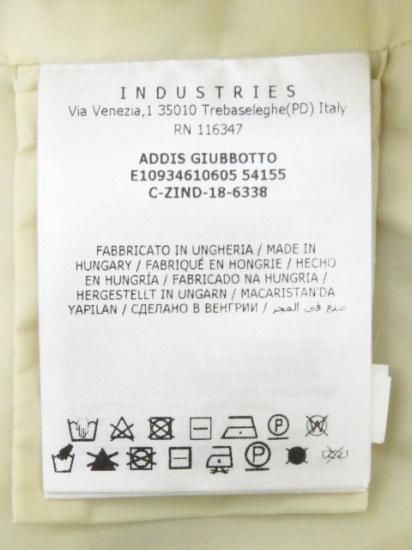 INDUSTRIES
Via Venezia,1 35010 Trebaseleghe(PD) Italy
RN 116347
ADDIS GIUBBOTTO
E10934610605 54155
C-ZIND-18-6338
FABBRICATO IN UNGHERIA / MADE IN
HUNGARY / FABRIQUÉ EN HONGRIE / HECHO
EN HUNGRÍA / FABRICADO NA HUNGRIA /
HERGESTELLT IN UNGARN / MACARISTAN'DA
YAPILAN / СДЕЛАНО В ВЕНГРИИ / صنع في المجر